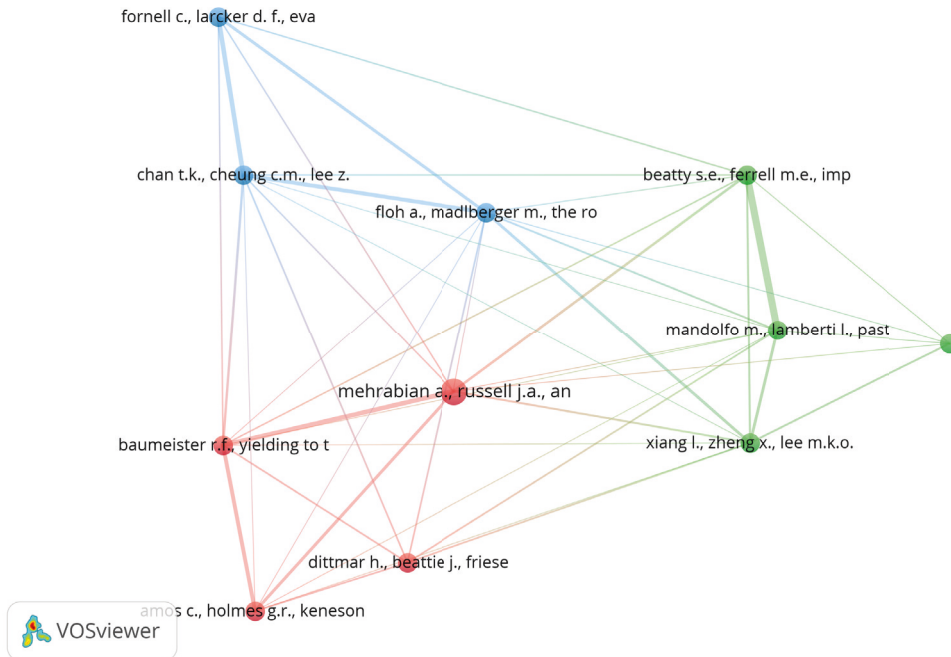 fornell c., larcker d. f., eva
chan t.k., cheung c.m., lee z.
beatty s.e., ferrell m.e., imp
floh a., madlberger m., the ro
mandolfo m., lamberti l., past
mehrabian a., russell j.a., an
baumeister r.f., yielding to t
xiang l., zheng x., lee m.k.o.
dittmar h., beattie j., friese
amos c., holmes g.r., keneson
VOSviewer